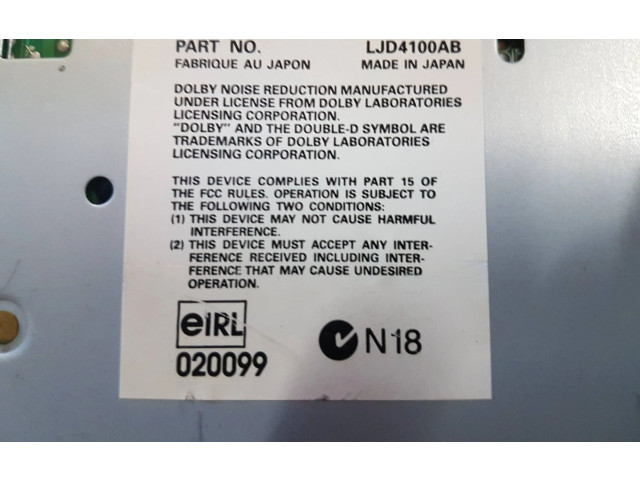 PART NO. LJD4100AB
FABRIQUE AU JAPON MADE IN JAPAN
DOLBY NOISE REDUCTION MANUFACTURED
UNDER LICENSE FROM DOLBY LABORATORIES
LICENSING CORPORATION.
"DOLBY" AND THE DOUBLE-D SYMBOL ARE
TRADEMARKS OF DOLBY LABORATORIES
LICENSING CORPORATION.
THIS DEVICE COMPLIES WITH PART 15 OF
THE FCC RULES. OPERATION IS SUBJECT TO
THE FOLLOWING TWO CONDITIONS:
(1) THIS DEVICE MAY NOT CAUSE HARMFUL
INTERFERENCE.
(2) THIS DEVICE MUST ACCEPT ANY INTER-
FERENCE RECEIVED INCLUDING INTER-
FERENCE THAT MAY CAUSE UNDESIRED
OPERATION.
eIRL
020099
N18